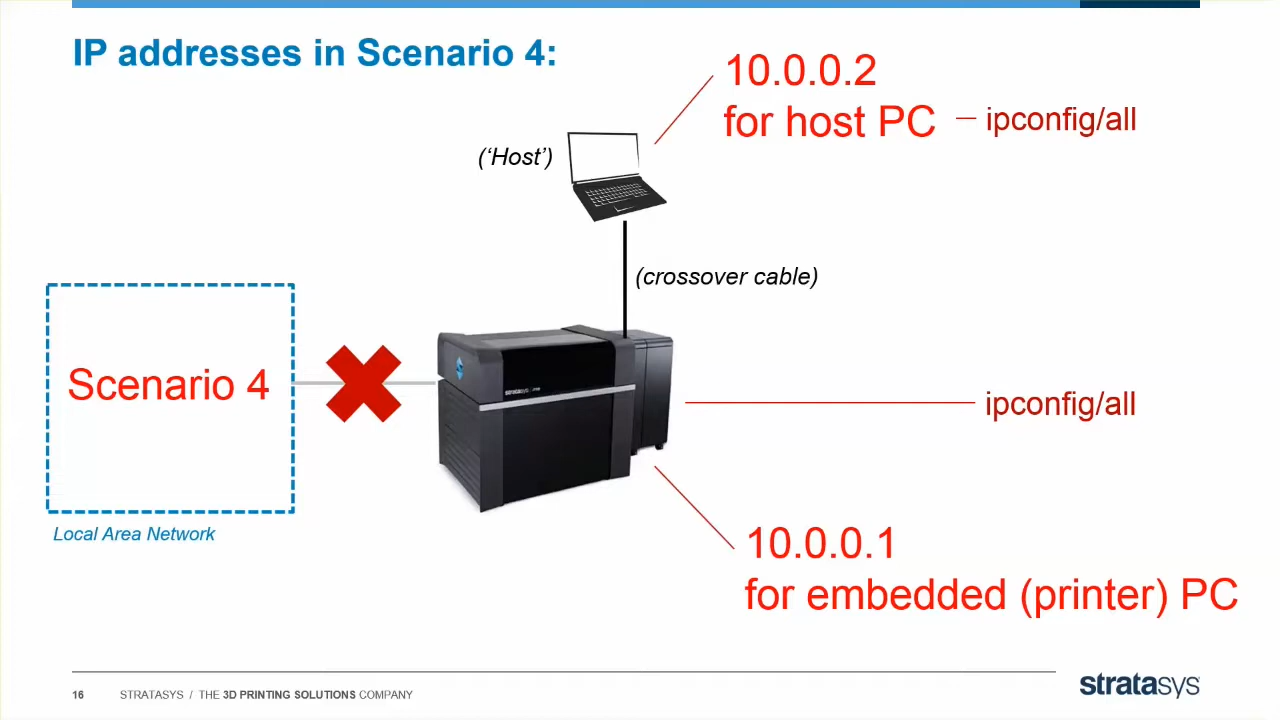 IP addresses in Scenario 4:
10.0.0.2
for host PC
ipconfig/all
(‘Host’)
(crossover cable)
Scenario 4
Local Area Network
stratasys
ipconfig/all
10.0.0.1
for embedded (printer) PC
16 STRATASYS / THE 3D PRINTING SOLUTIONS COMPANY
stratasys